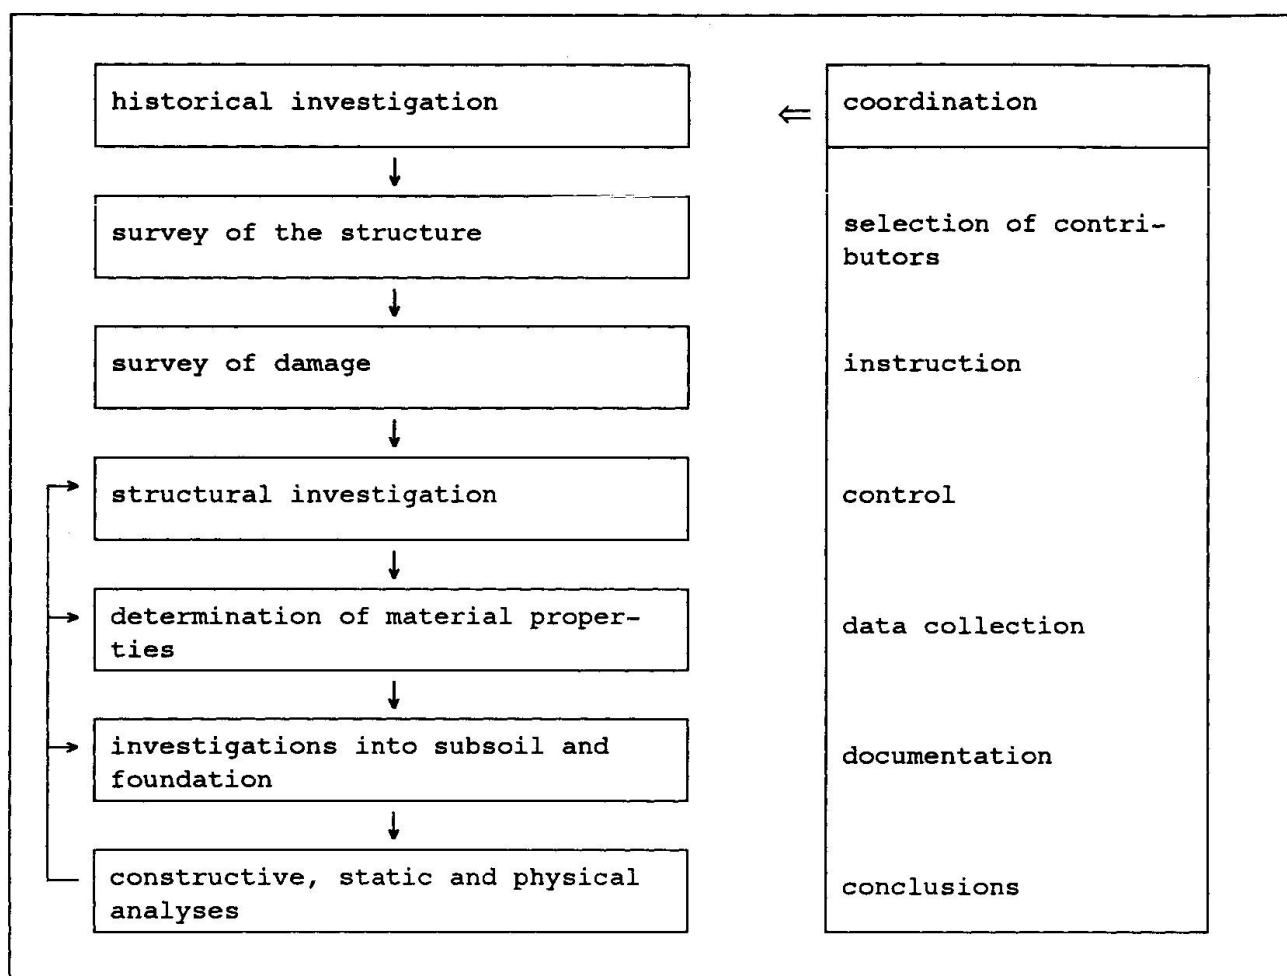 historical investigation
survey of the structure
survey of damage
structural investigation
determination of material proper-
ties
investigations into subsoil and
foundation
constructive, static and physical
analyses
coordination
selection of contri-
butors
instruction
control
data collection
documentation
conclusions